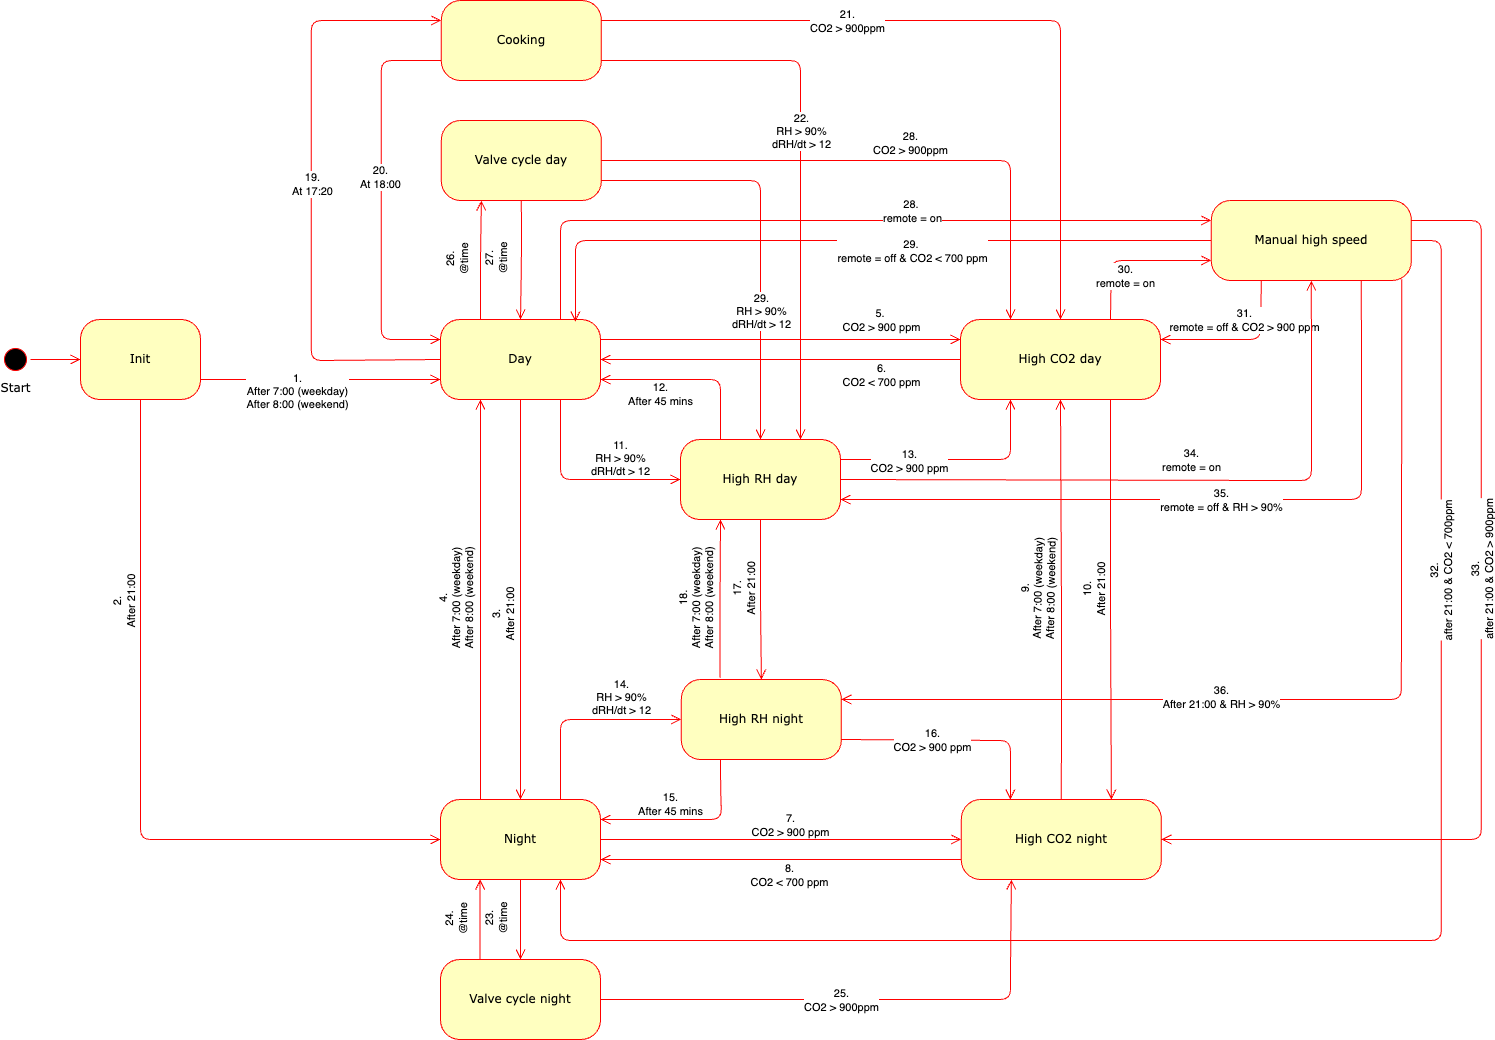 Cooking
21.
CO2 > 900ppm
22.
RH > 90%
dRH/dt > 12
Valve cycle day
28.
CO2 > 900ppm
19.
At 17:20
20.
At 18:00
28.
remote = on
Manual high speed
26.
@time
27.
@time
29.
remote = off & CO2 < 700 ppm
30.
remote = on
29.
RH > 90%
dRH/dt > 12
5.
CO2 > 900 ppm
31.
remote = off & CO2 > 900 ppm
Start
Init
Day
High CO2 day
1.
After 7:00 (weekday)
After 8:00 (weekend)
6.
CO2 < 700 ppm
12.
After 45 mins
11.
RH > 90%
dRH/dt > 12
High RH day
13.
CO2 > 900 ppm
34.
remote = on
35.
remote = off & RH > 90%
2.
After 21:00
4.
After 7:00 (weekday)
After 8:00 (weekend)
3.
After 21:00
18.
After 7:00 (weekday)
After 8:00 (weekend)
17.
After 21:00
9.
After 7:00 (weekday)
After 8:00 (weekend)
10.
After 21:00
32.
after 21:00 & CO2 < 700ppm
33.
after 21:00 & CO2 > 900ppm
14.
RH > 90%
dRH/dt > 12
High RH night
36.
After 21:00 & RH > 90%
16.
CO2 > 900 ppm
15.
After 45 mins
7.
CO2 > 900 ppm
Night
High CO2 night
8.
CO2 < 700 ppm
24.
@time
23.
@time
Valve cycle night
25.
CO2 > 900ppm